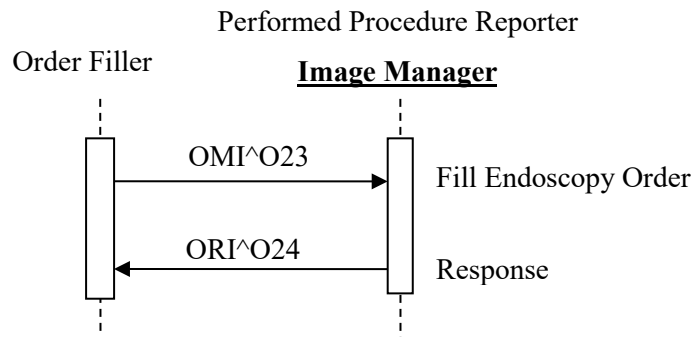 Performed Procedure Reporter
Order Filler
Image Manager
OMI^O23
Fill Endoscopy Order
ORI^O24
Response